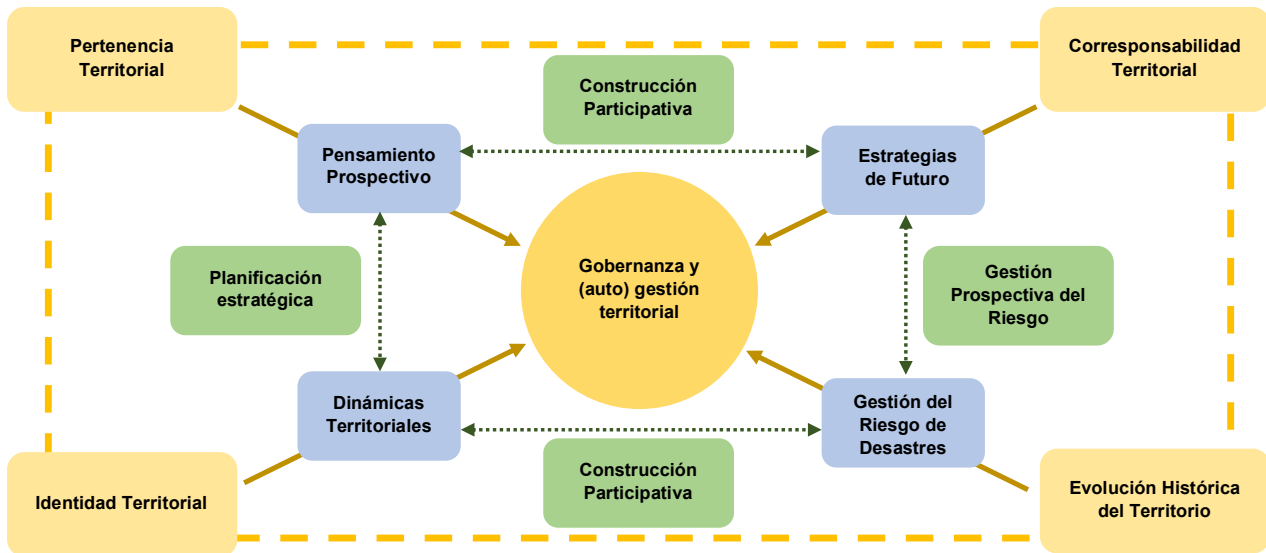 Pertenencia
Territorial
Corresponsabilidad
Territorial
Construcción
Participativa
Pensamiento
Prospectivo
Estrategias
de Futuro
Planificación
estratégica
Gobernanza y
(auto) gestión
territorial
Gestión
Prospectiva del
Riesgo
Dinámicas
Territoriales
Gestión del
Riesgo de
Desastres
Construcción
Participativa
Identidad Territorial
Evolución Histórica
del Territorio